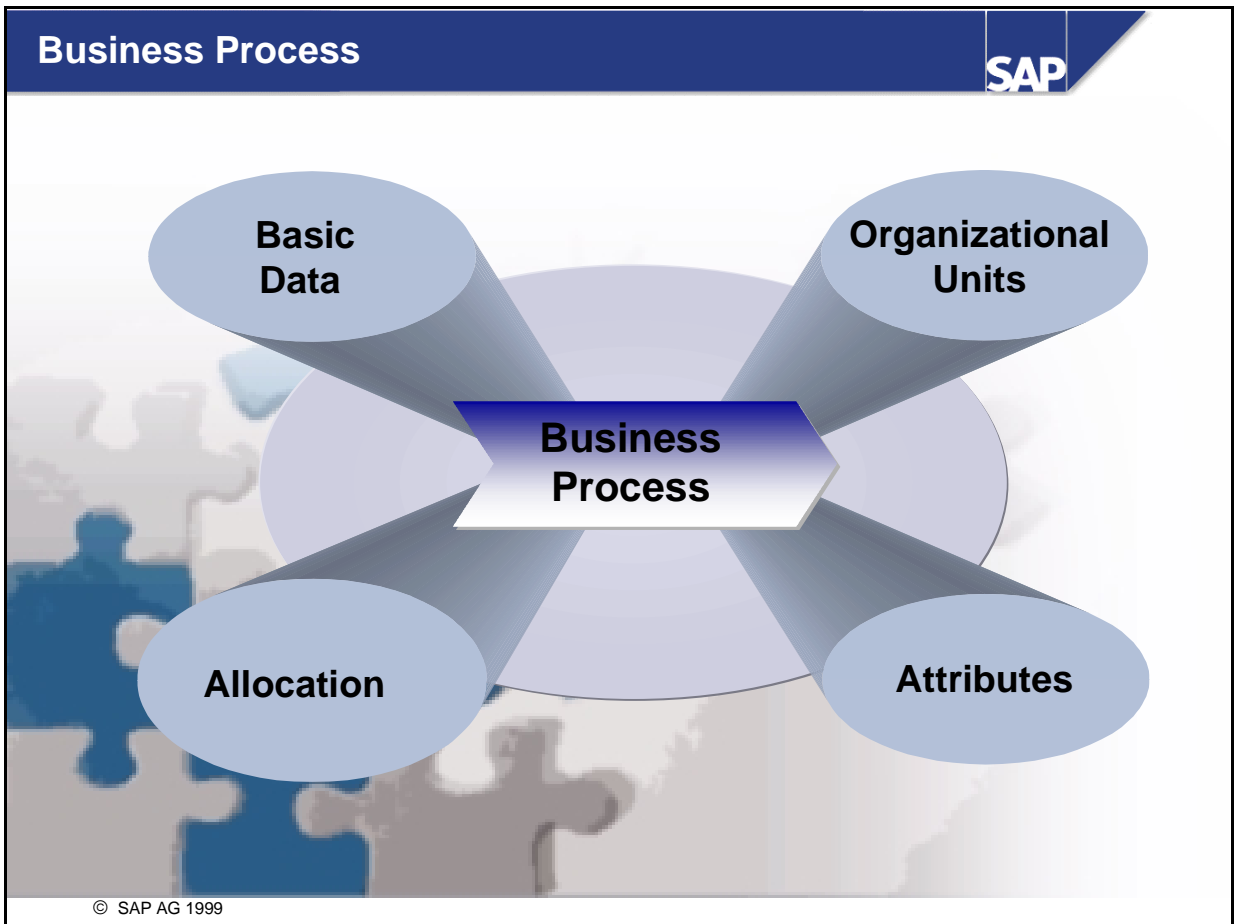 Business Process
SAP
Basic
Data
Organizational
Units
Business
Process
Allocation
Attributes
© SAP AG 1999